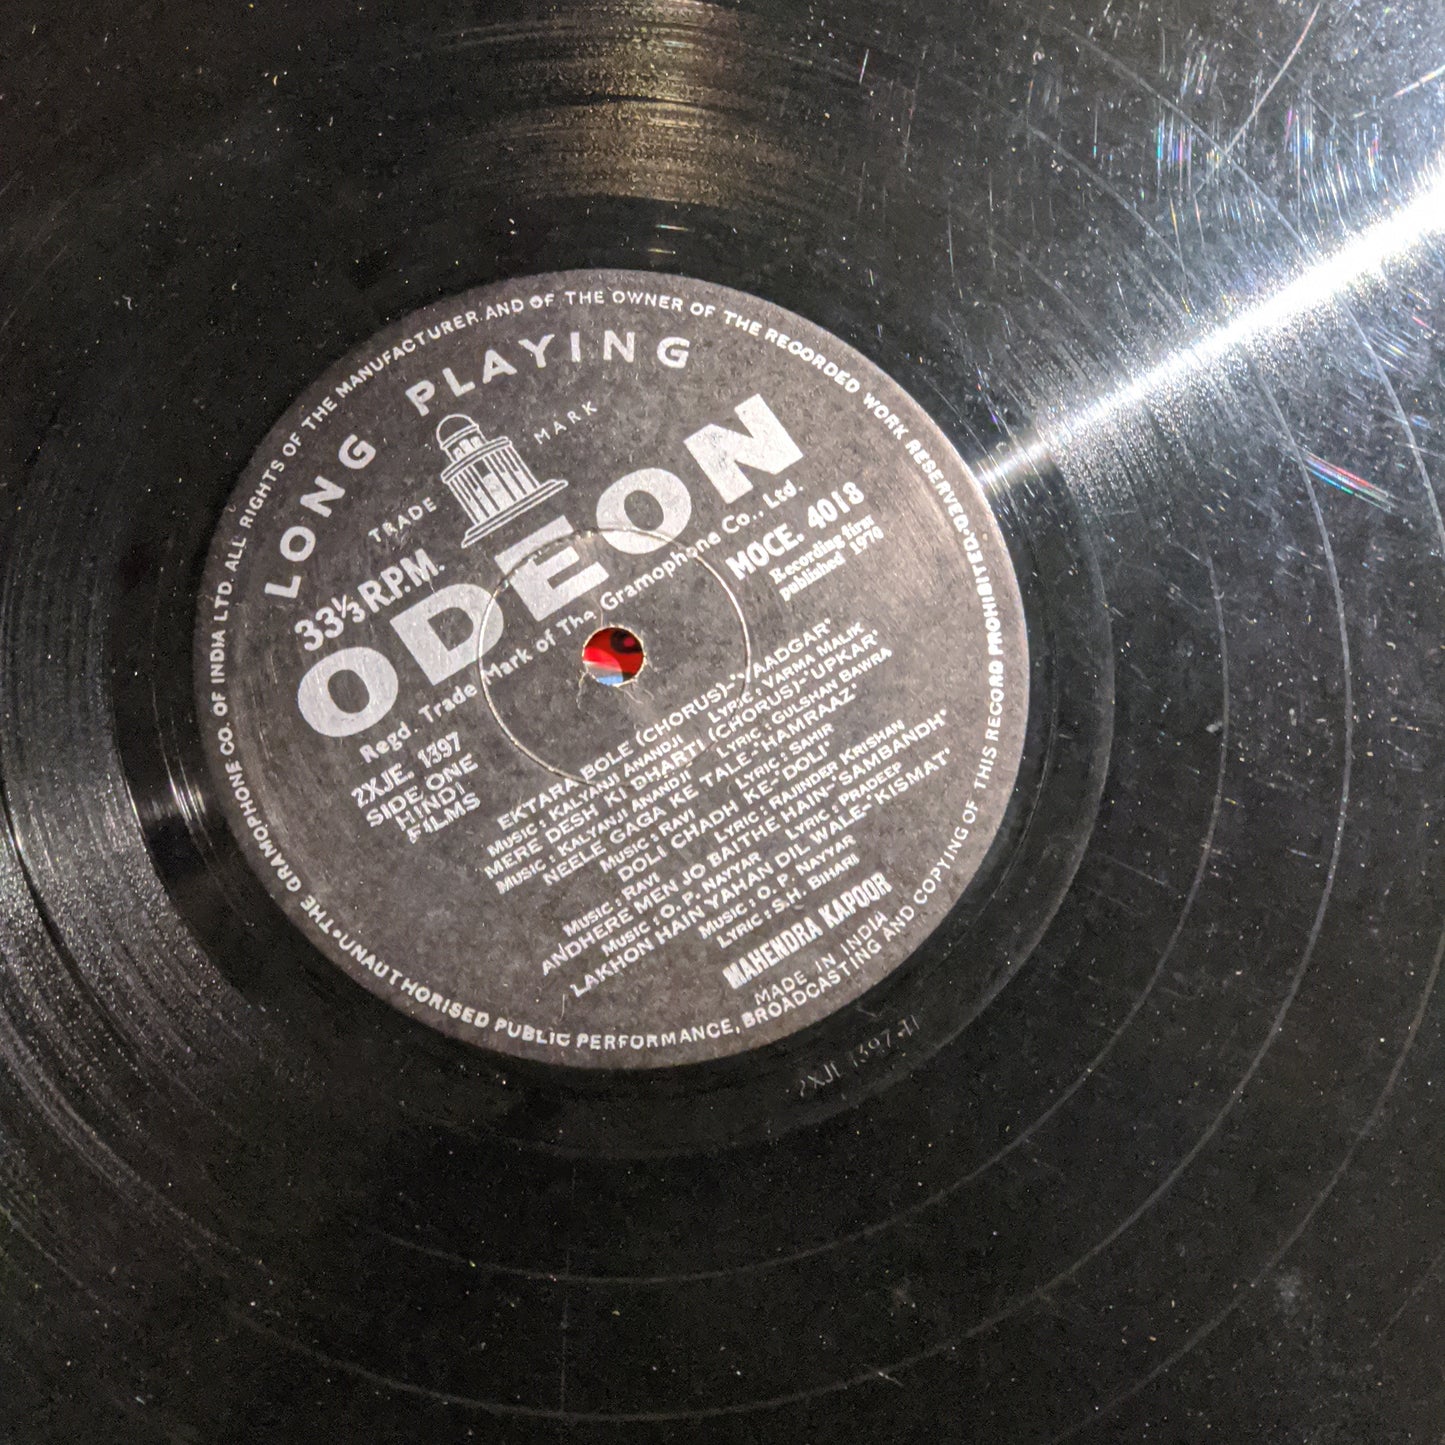 THE GRAMOPHONE CO. OF INDIA LTD. ALL RIGHTS OF THE MANUFACTURER AND OF THE OWNER OF THE RECORDED WORK RESERVED.
UNAUTHORISED PUBLIC PERFORMANCE, BROADCASTING AND COPYING OF THIS RECORD PROHIBITED.
LONG PLAYING
TRADE MARK
33⅓ R.P.M.
ODEON
Regd. Trade Mark of The Gramophone Co., Ltd.
MOCE. 4018
Recording first
published 1970
2XJE. 1397
SIDE ONE
HINDI
FILMS
EKTARA BOLE (CHORUS)-"YAADGAR"
MUSIC : KALYANJI ANANDJI LYRIC : VARMA MALIK
MERE DESH KI DHARTI (CHORUS)-"UPKAR"
MUSIC : KALYANJI ANANDJI LYRIC : GULSHAN BAWRA
NEELE GAGA KE TALE-"HAMRAAZ"
MUSIC : RAVI LYRIC : SAHIR
DOLI CHADH KE-"DOLI"
MUSIC : RAVI LYRIC : RAJINDER KRISHAN
ANDHERE MEN JO BAITHE HAIN-"SAMBANDH"
MUSIC : O. P. NAYYAR LYRIC : PRADEEP
LAKHON HAIN YAHAN DIL WALE-"KISMAT"
MUSIC : O. P. NAYYAR
LYRIC : S.H. BIHARI
MAHENDRA KAPOOR
MADE IN INDIA